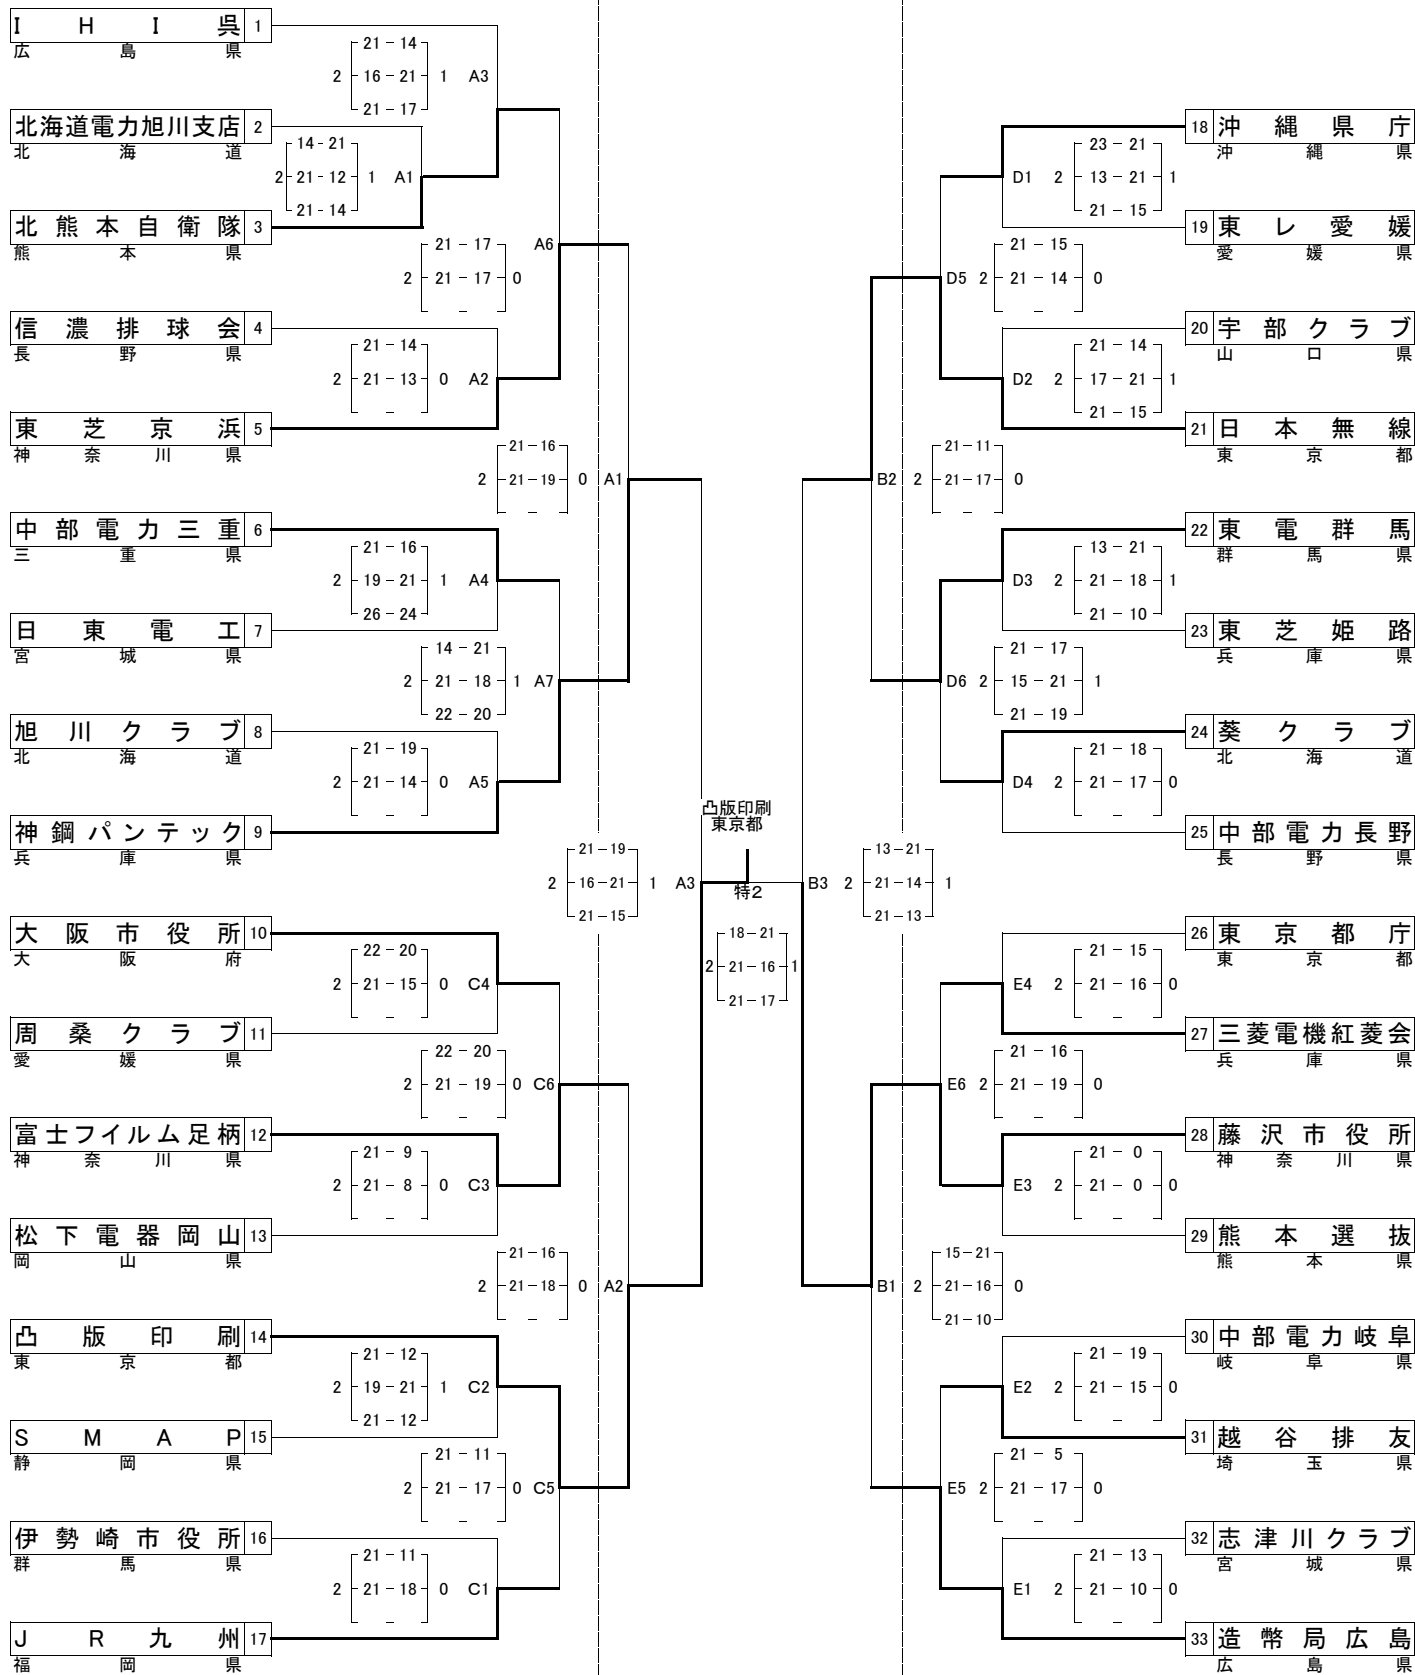 IHI呉 1
広島県
21-14
2 16-21 1 A3
21-17
北海道電力旭川支店 2
北海道
14-21
2 21-12 1 A1
21-14
北熊本自衛隊 3
熊本県
21-17 A6
2 21-17 0
-
信濃排球会 4
長野県
21-14
2 21-13 0 A2
-
東芝京浜 5
神奈川県
21-16
2 21-19 0 A1
-
中部電力三重 6
三重県
21-16
2 19-21 1 A4
26-24
日東電工 7
宮城県
14-21
2 21-18 1 A7
22-20
旭川クラブ 8
北海道
21-19
2 21-14 0 A5
-
神鋼パンテック 9
兵庫県
21-19
2 16-21 1 A3
21-15
大阪市役所 10
大阪府
22-20
2 21-15 0 C4
-
周桑クラブ 11
愛媛県
22-20
2 21-19 0 C6
-
富士フイルム足柄 12
神奈川県
21-9
2 21-8 0 C3
-
松下電器岡山 13
岡山県
21-16
2 21-18 0 A2
-
凸版印刷 14
東京都
21-12
2 19-21 1 C2
21-12
SMAP 15
静岡県
21-11
2 21-17 0 C5
-
伊勢崎市役所 16
群馬県
21-11
2 21-18 0 C1
-
JR九州 17
福岡県
凸版印刷
東京都
特2
18-21
2 21-16 1
21-17
18 沖縄県庁
沖縄県
23-21
D1 2 13-21 1
21-15
19 東レ愛媛
愛媛県
21-15
D5 2 21-14 0
-
20 宇部クラブ
山口県
21-14
D2 2 17-21 1
21-15
21 日本無線
東京都
21-11
B2 2 21-17 0
-
22 東電群馬
群馬県
13-21
D3 2 21-18 1
21-10
23 東芝姫路
兵庫県
21-17
D6 2 15-21 1
21-19
24 葵クラブ
北海道
21-18
D4 2 21-17 0
-
25 中部電力長野
長野県
13-21
B3 2 21-14 1
21-13
26 東京都庁
東京都
21-15
E4 2 21-16 0
-
27 三菱電機紅菱会
兵庫県
21-16
E6 2 21-19 0
-
28 藤沢市役所
神奈川県
21-0
E3 2 21-0 0
-
29 熊本選抜
熊本県
15-21
B1 2 21-16 0
21-10
30 中部電力岐阜
岐阜県
21-19
E2 2 21-15 0
-
31 越谷排友
埼玉県
21-5
E5 2 21-17 0
-
32 志津川クラブ
宮城県
21-13
E1 2 21-10 0
-
33 造幣局広島
広島県